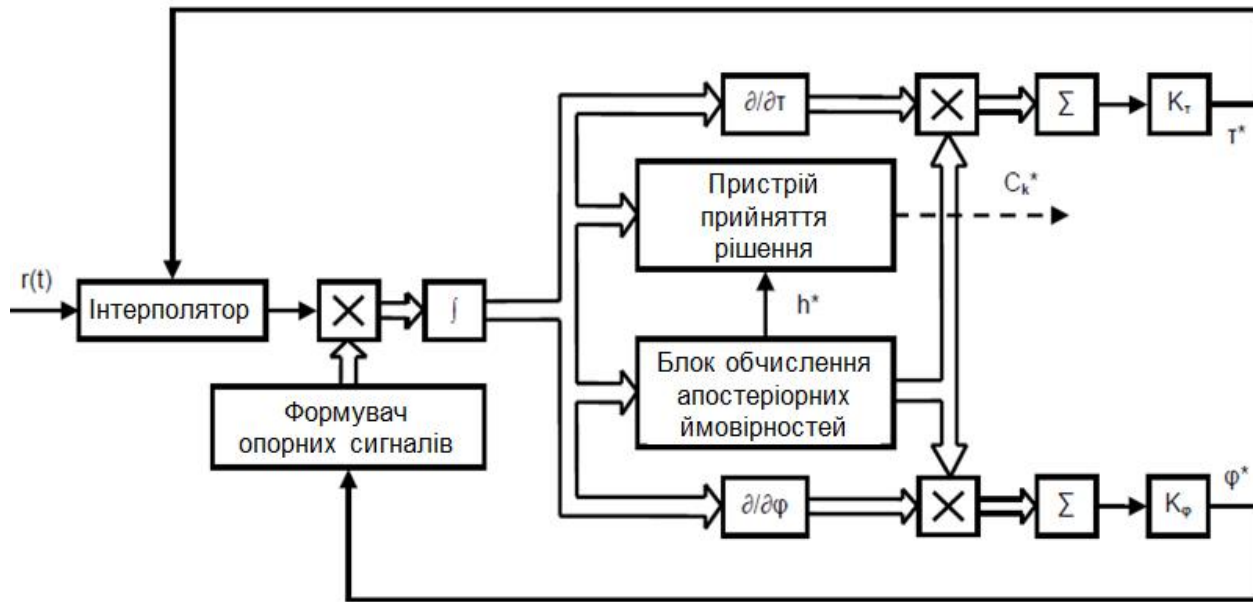 ∂/∂τ
×
Σ
Kτ
τ*
Пристрій
прийняття
рішення
Ck*
r(t)
Інтерполятор
×
∫
h*
Блок обчислення
апостеріорних
ймовірностей
Формувач
опорних сигналів
∂/∂φ
×
Σ
Kφ
φ*